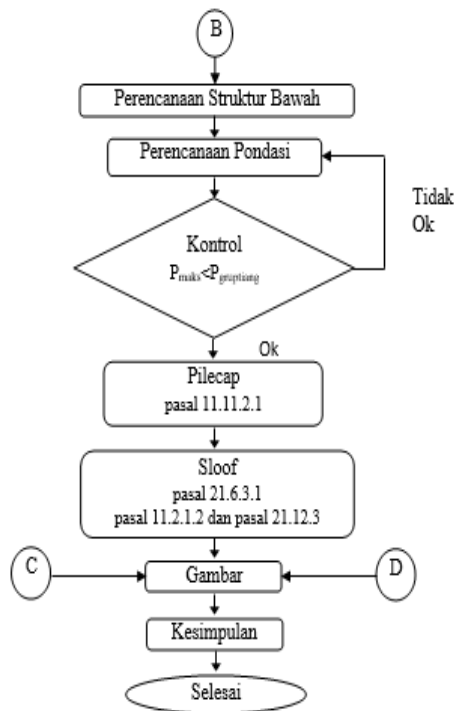 B
Perencanaan Struktur Bawah
Perencanaan Pondasi
Tidak
Ok
Kontrol
Pmaks<Pgruptiang
Ok
Pilecap
pasal 11.11.2.1
Sloof
pasal 21.6.3.1
pasal 11.2.1.2 dan pasal 21.12.3
C
Gambar
D
Kesimpulan
Selesai